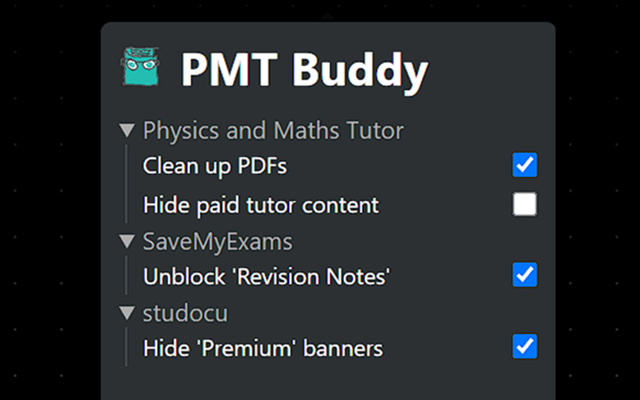 PMT Buddy
Physics and Maths Tutor
Clean up PDFs
Hide paid tutor content
SaveMyExams
Unblock 'Revision Notes'
studocu
Hide 'Premium' banners